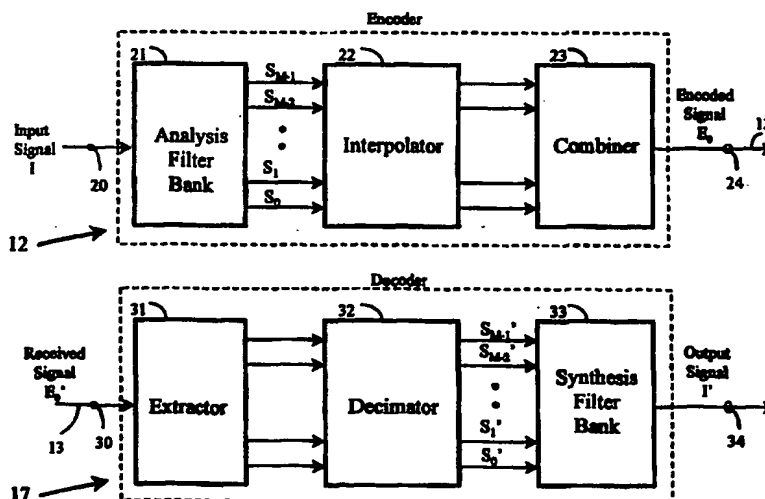 Encoder
21
22
23
S_M-1
S_M-2
S_1
S_0
Input
Signal
I
20
Analysis
Filter
Bank
Interpolator
Combiner
Encoded
Signal
E_0
24
12
Decoder
31
32
33
Received
Signal
E_0'
13
30
Extractor
Decimator
S_M-1'
S_M-2'
S_1'
S_0'
Synthesis
Filter
Bank
Output
Signal
I'
34
17